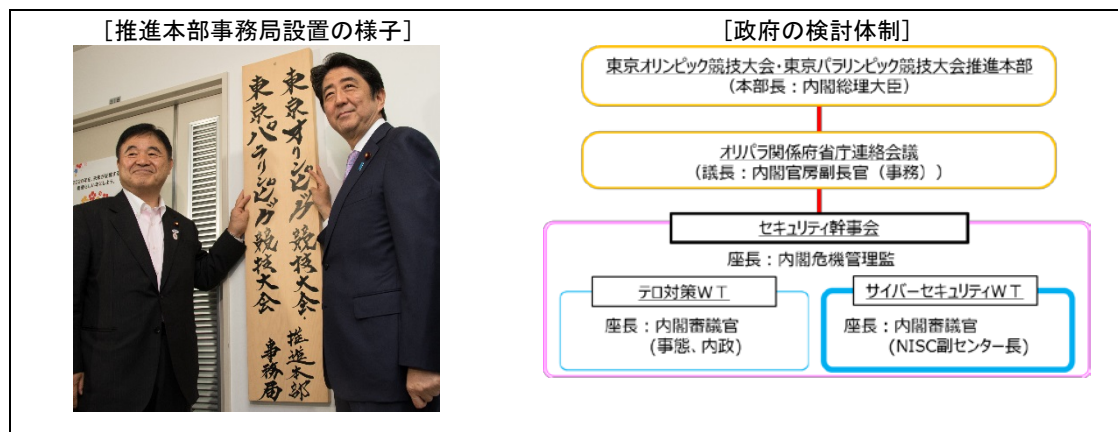 [推進本部事務局設置の様子]
東京オリンピック競技大会・
東京パラリンピック競技大会
推進本部
事務局
[政府の検討体制]
東京オリンピック競技大会・東京パラリンピック競技大会推進本部
(本部長:内閣総理大臣)
オリパラ関係府省庁連絡会議
(議長:内閣官房副長官(事務))
セキュリティ幹事会
座長:内閣危機管理監
テロ対策WT
座長:内閣審議官
(事態、内政)
サイバーセキュリティWT
座長:内閣審議官
(NISC副センター長)